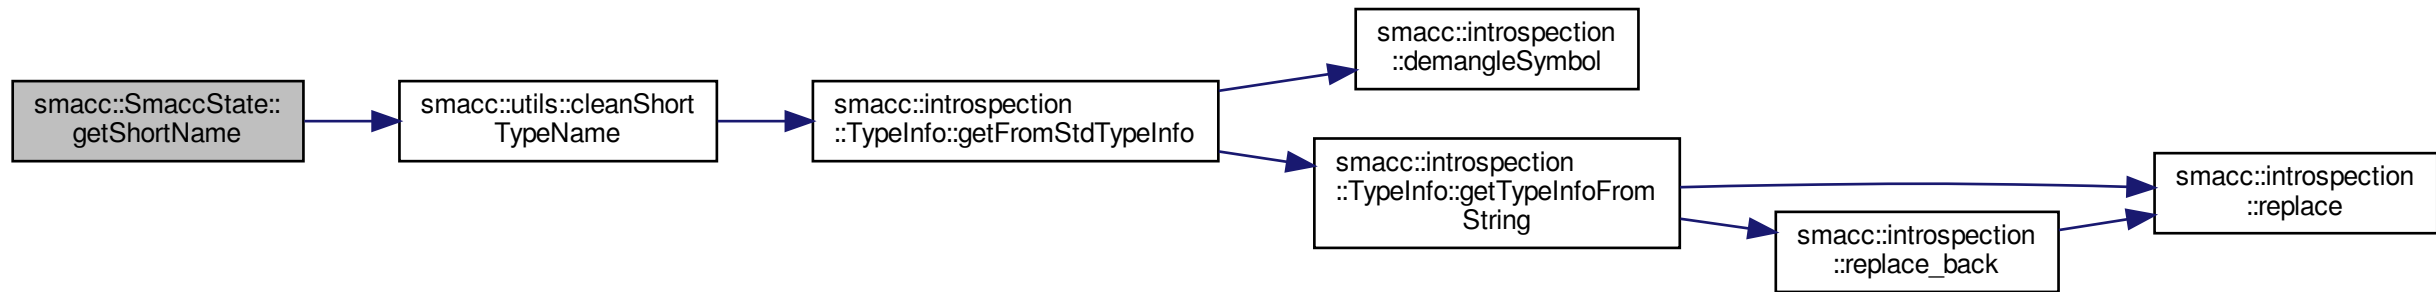 smacc::SmaccState::
getShortName
smacc::utils::cleanShort
TypeName
smacc::introspection
::TypeInfo::getFromStdTypeInfo
smacc::introspection
::demangleSymbol
smacc::introspection
::TypeInfo::getTypeInfoFrom
String
smacc::introspection
::replace_back
smacc::introspection
::replace